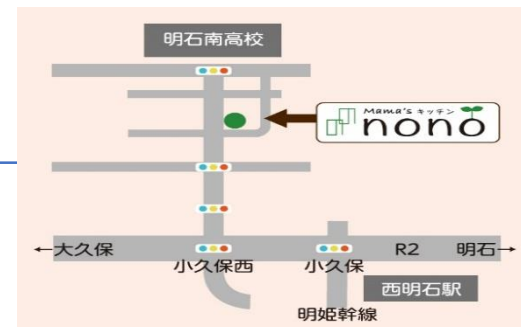 明石南高校
Mama's キッチン
nonō
←大久保
R2
明石→
小久保西
小久保
西明石駅
明姫幹線